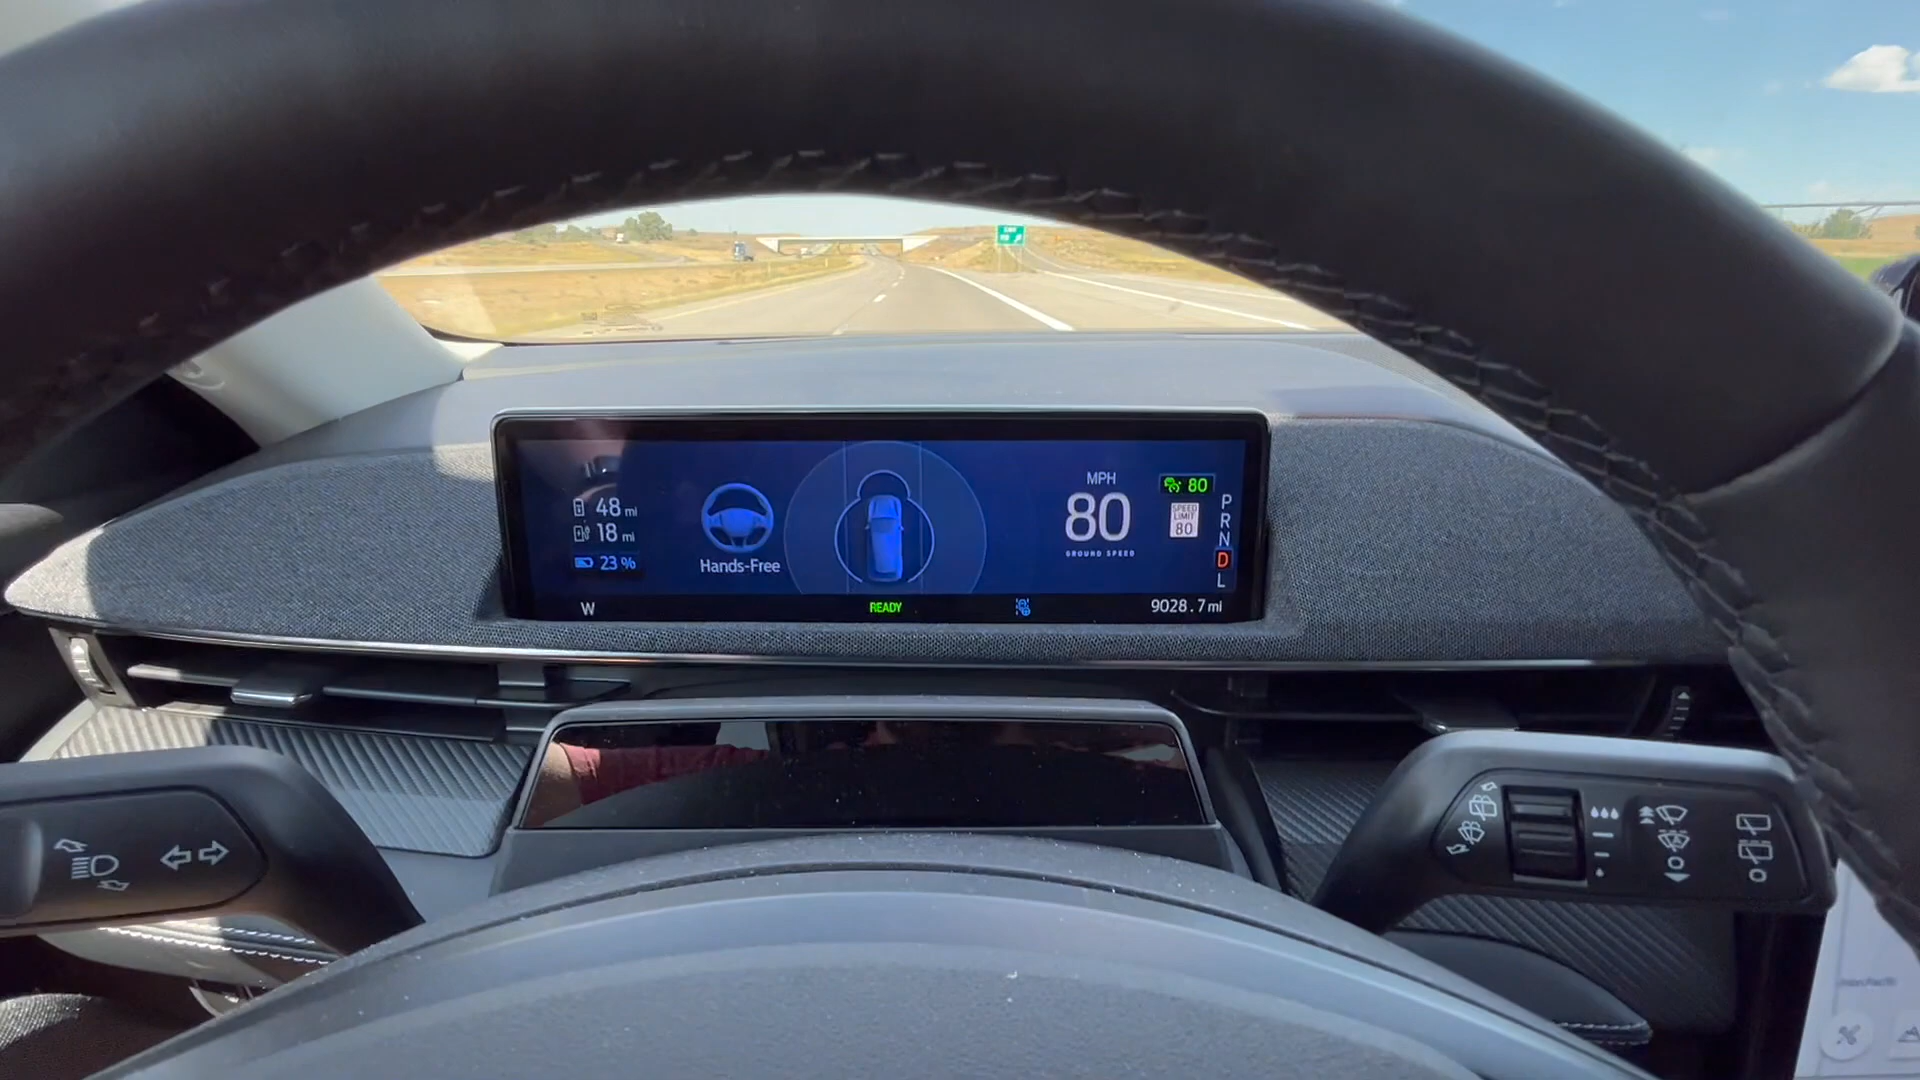 48 mi
18 mi
23 %
Hands-Free
MPH
80
GROUND SPEED
80
SPEED
LIMIT
80
P
R
N
D
L
W
READY
9028.7 mi